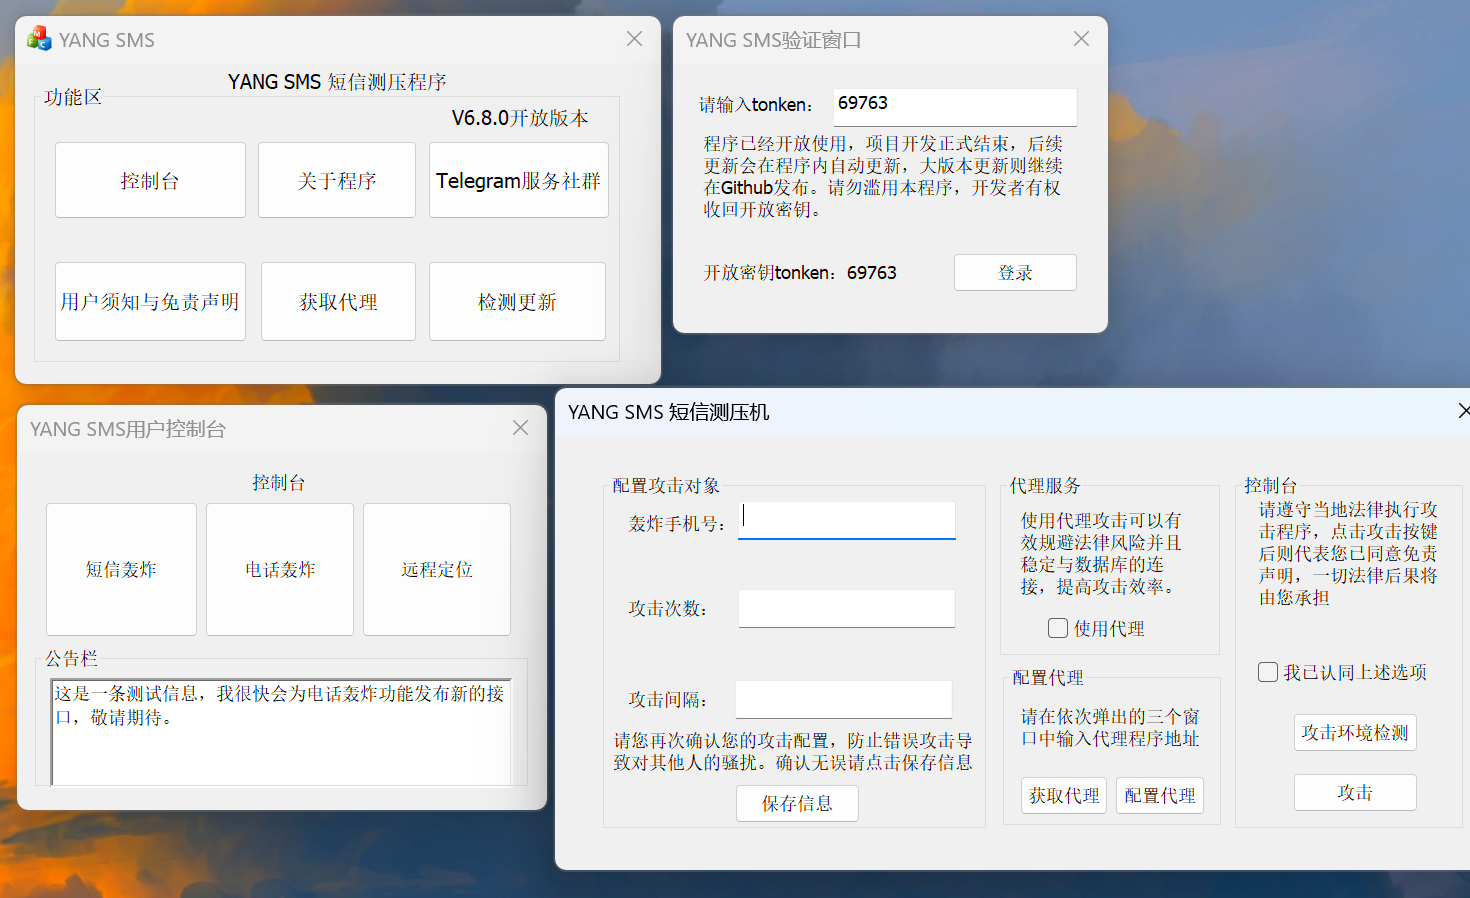 YANG SMS
YANG SMS 短信测压程序
功能区
V6.8.0开放版本
控制台
关于程序
Telegram服务社群
用户须知与免责声明
获取代理
检测更新
YANG SMS验证窗口
请输入tonken：
69763
程序已经开放使用，项目开发正式结束，后续
更新会在程序内自动更新，大版本更新则继续
在Github发布。请勿滥用本程序，开发者有权
收回开放密钥。
开放密钥tonken：69763
登录
YANG SMS用户控制台
控制台
短信轰炸
电话轰炸
远程定位
公告栏
这是一条测试信息，我很快会为电话轰炸功能发布新的接
口，敬请期待。
YANG SMS 短信测压机
配置攻击对象
轰炸手机号：
攻击次数：
攻击间隔：
请您再次确认您的攻击配置，防止错误攻击导
致对其他人的骚扰。确认无误请点击保存信息
保存信息
代理服务
使用代理攻击可以有
效规避法律风险并且
稳定与数据库的连
接，提高攻击效率。
使用代理
配置代理
请在依次弹出的三个窗
口中输入代理程序地址
获取代理
配置代理
控制台
请遵守当地法律执行攻
击程序，点击攻击按键
后则代表您已同意免责
声明，一切法律后果将
由您承担
我已认同上述选项
攻击环境检测
攻击